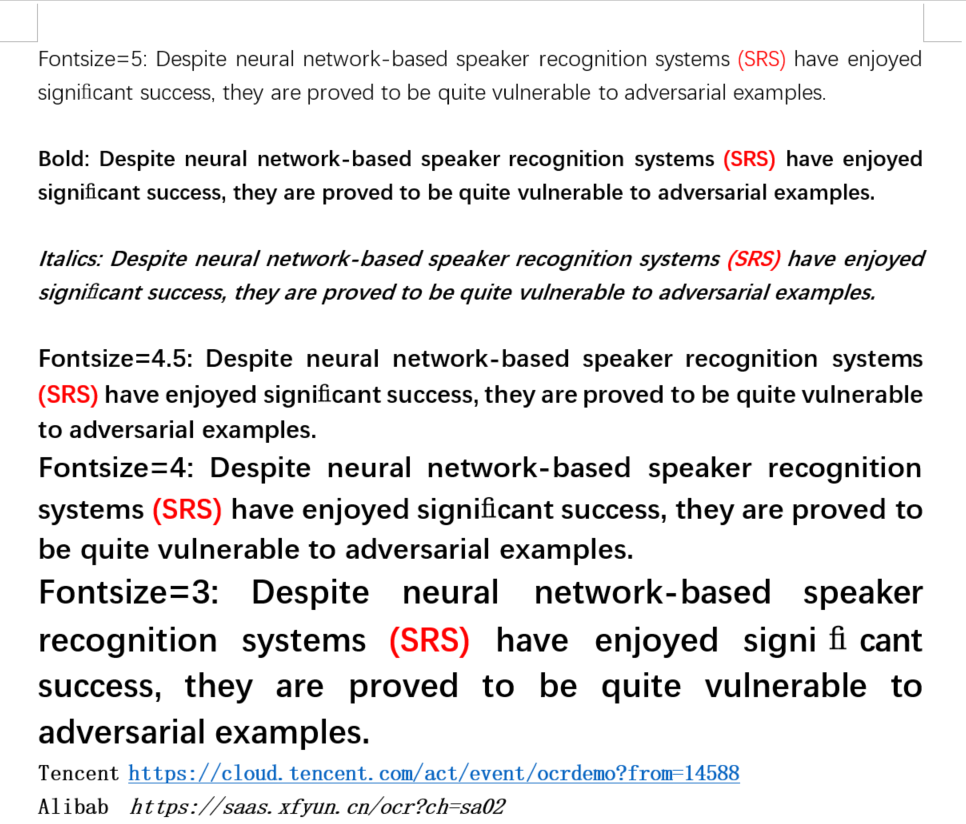 Fontsize=5: Despite neural network-based speaker recognition systems (SRS) have enjoyed
significant success, they are proved to be quite vulnerable to adversarial examples.
Bold: Despite neural network-based speaker recognition systems (SRS) have enjoyed
significant success, they are proved to be quite vulnerable to adversarial examples.
Italics: Despite neural network-based speaker recognition systems (SRS) have enjoyed
significant success, they are proved to be quite vulnerable to adversarial examples.
Fontsize=4.5: Despite neural network-based speaker recognition systems
(SRS) have enjoyed significant success, they are proved to be quite vulnerable
to adversarial examples.
Fontsize=4: Despite neural network-based speaker recognition
systems (SRS) have enjoyed significant success, they are proved to
be quite vulnerable to adversarial examples.
Fontsize=3: Despite neural network-based speaker
recognition systems (SRS) have enjoyed signi fi cant
success, they are proved to be quite vulnerable to
adversarial examples.
Tencent https://cloud.tencent.com/act/event/ocrdemo?from=14588
Alibab https://saas.xfyun.cn/ocr?ch=sa02